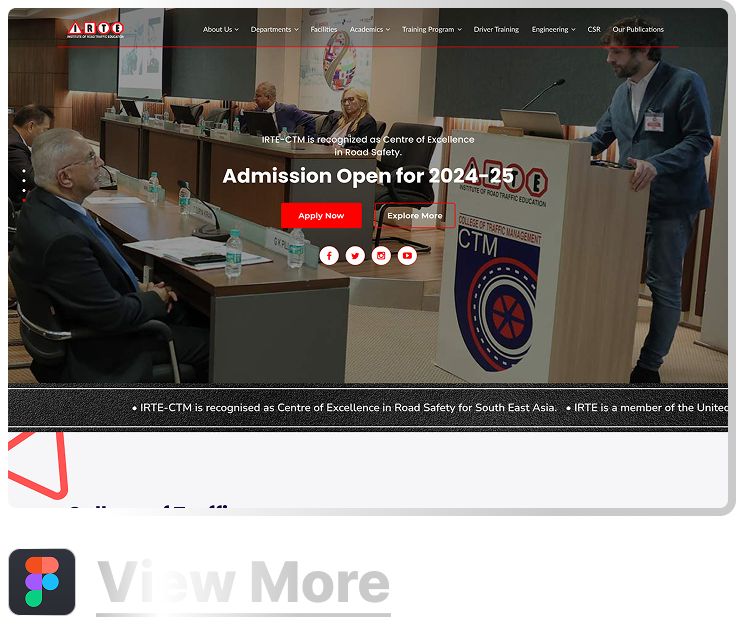 IRTE
INSTITUTE OF ROAD TRAFFIC EDUCATION
About Us Departments Facilities Academics Training Program Driver Training Engineering CSR Our Publications
IRTE-CTM is recognized as Centre of Excellence
in Road Safety.
Admission Open for 2024-25
Apply Now Explore More
IRTE
INSTITUTE OF ROAD TRAFFIC EDUCATION
COLLEGE OF TRAFFIC MANAGEMENT
CTM
• IRTE-CTM is recognised as Centre of Excellence in Road Safety for South East Asia. • IRTE is a member of the United
View More